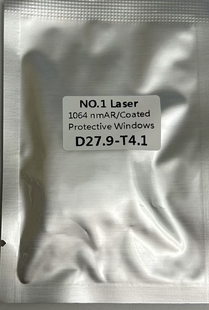 NO.1 Laser
1064 nmAR/Coated
Protective Windows
D27.9-T4.1